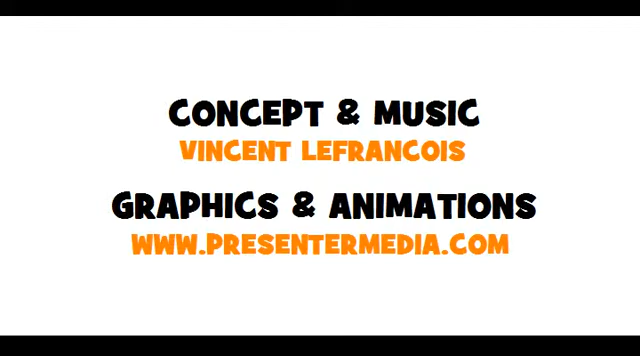 CONCEPT & MUSIC
VINCENT LEFRANCOIS
GRAPHICS & ANIMATIONS
WWW.PRESENTERMEDIA.COM